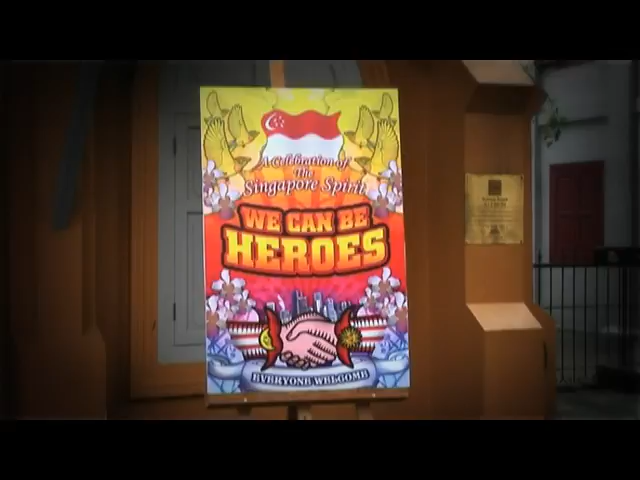 A Celebration of
The
Singapore Spirit
WE CAN BE
HEROES
EVERYONE WELCOME